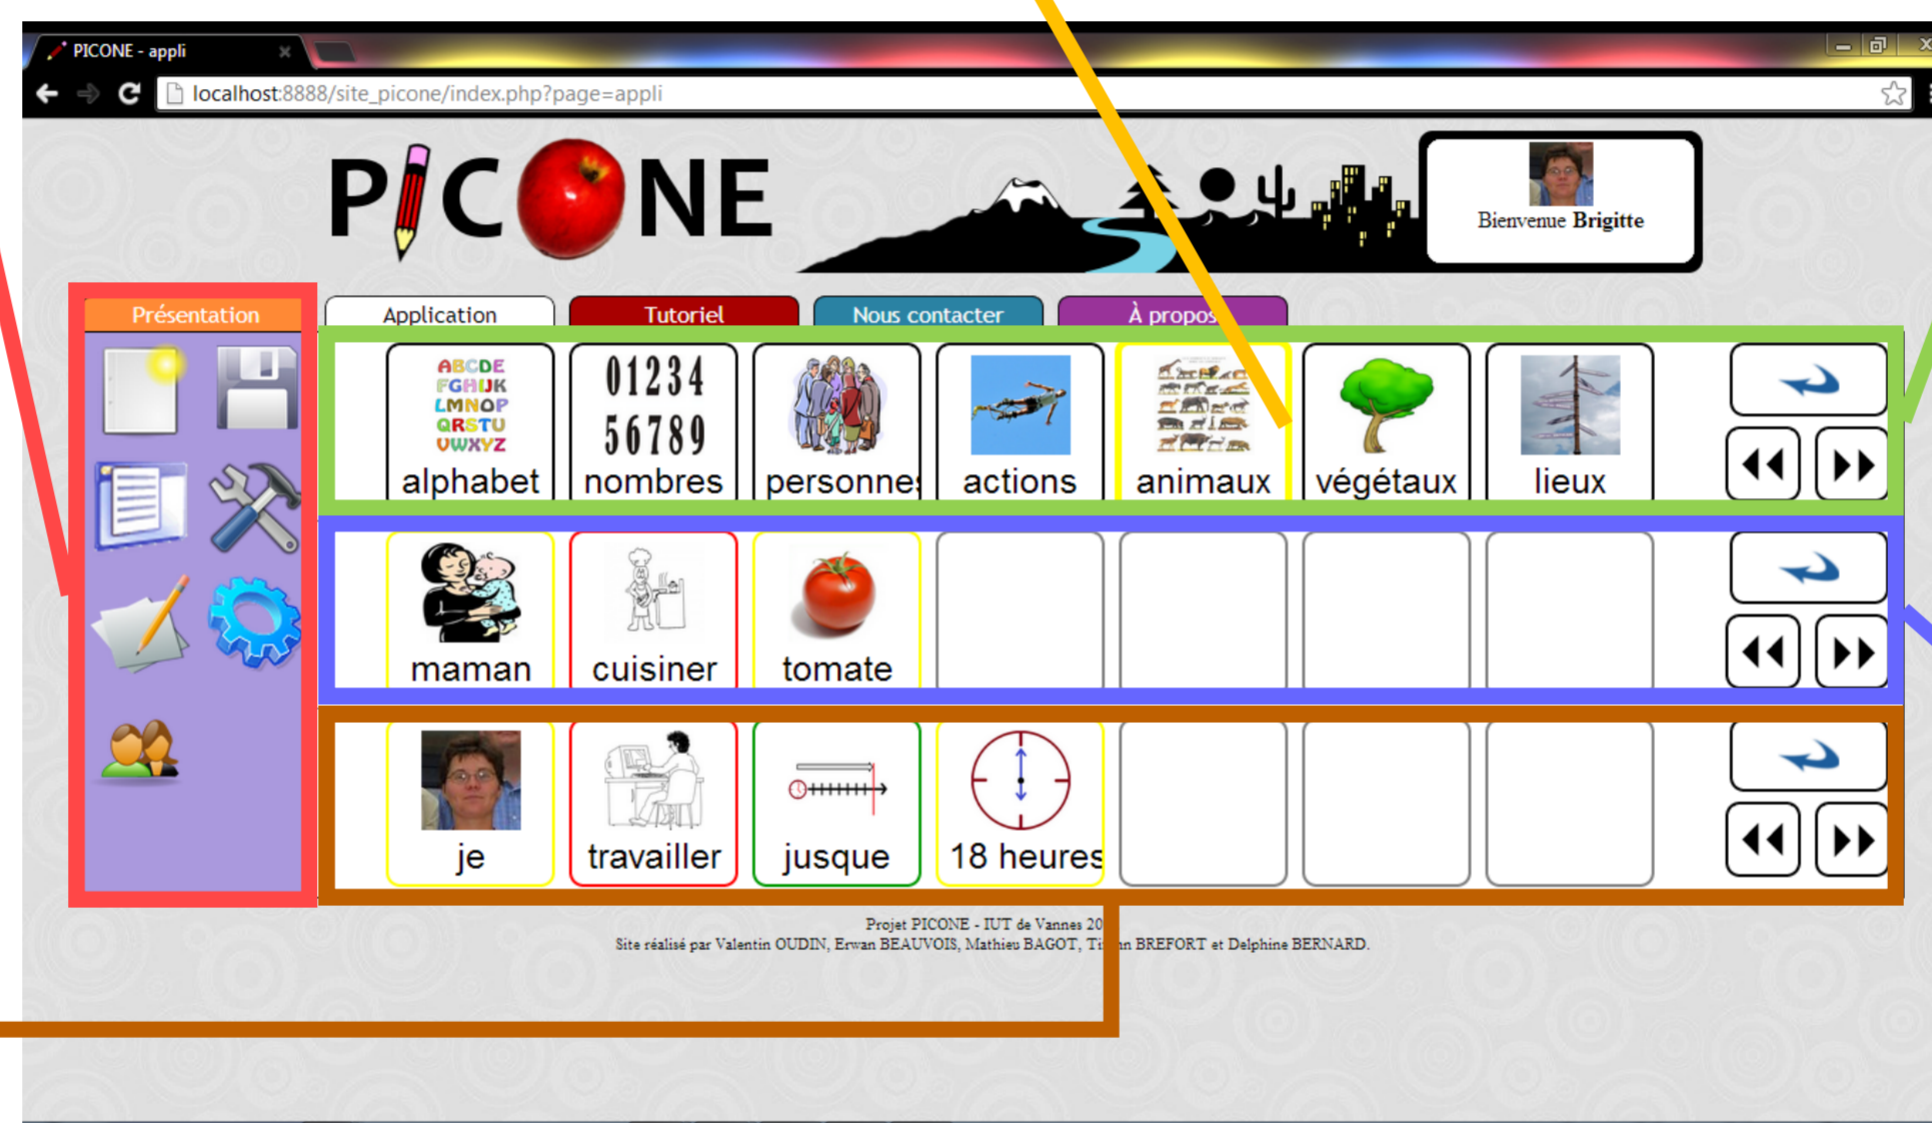 PICONE - appli
localhost:8888/site_picone/index.php?page=appli
PICONE
Bienvenue Brigitte
Présentation
Application
Tutoriel
Nous contacter
À propos
ABCDE
FGHIJK
LMNOP
QRSTU
VWXYZ
01234
56789
alphabet
nombres
personnes
actions
animaux
végétaux
lieux
maman
cuisiner
tomate
je
travailler
jusque
18 heures
Projet PICONE - IUT de Vannes 20
Site réalisé par Valentin OUDIN, Erwan BEAUVOIS, Mathieu BAGOT, BREFORT et Delphine BERNARD.